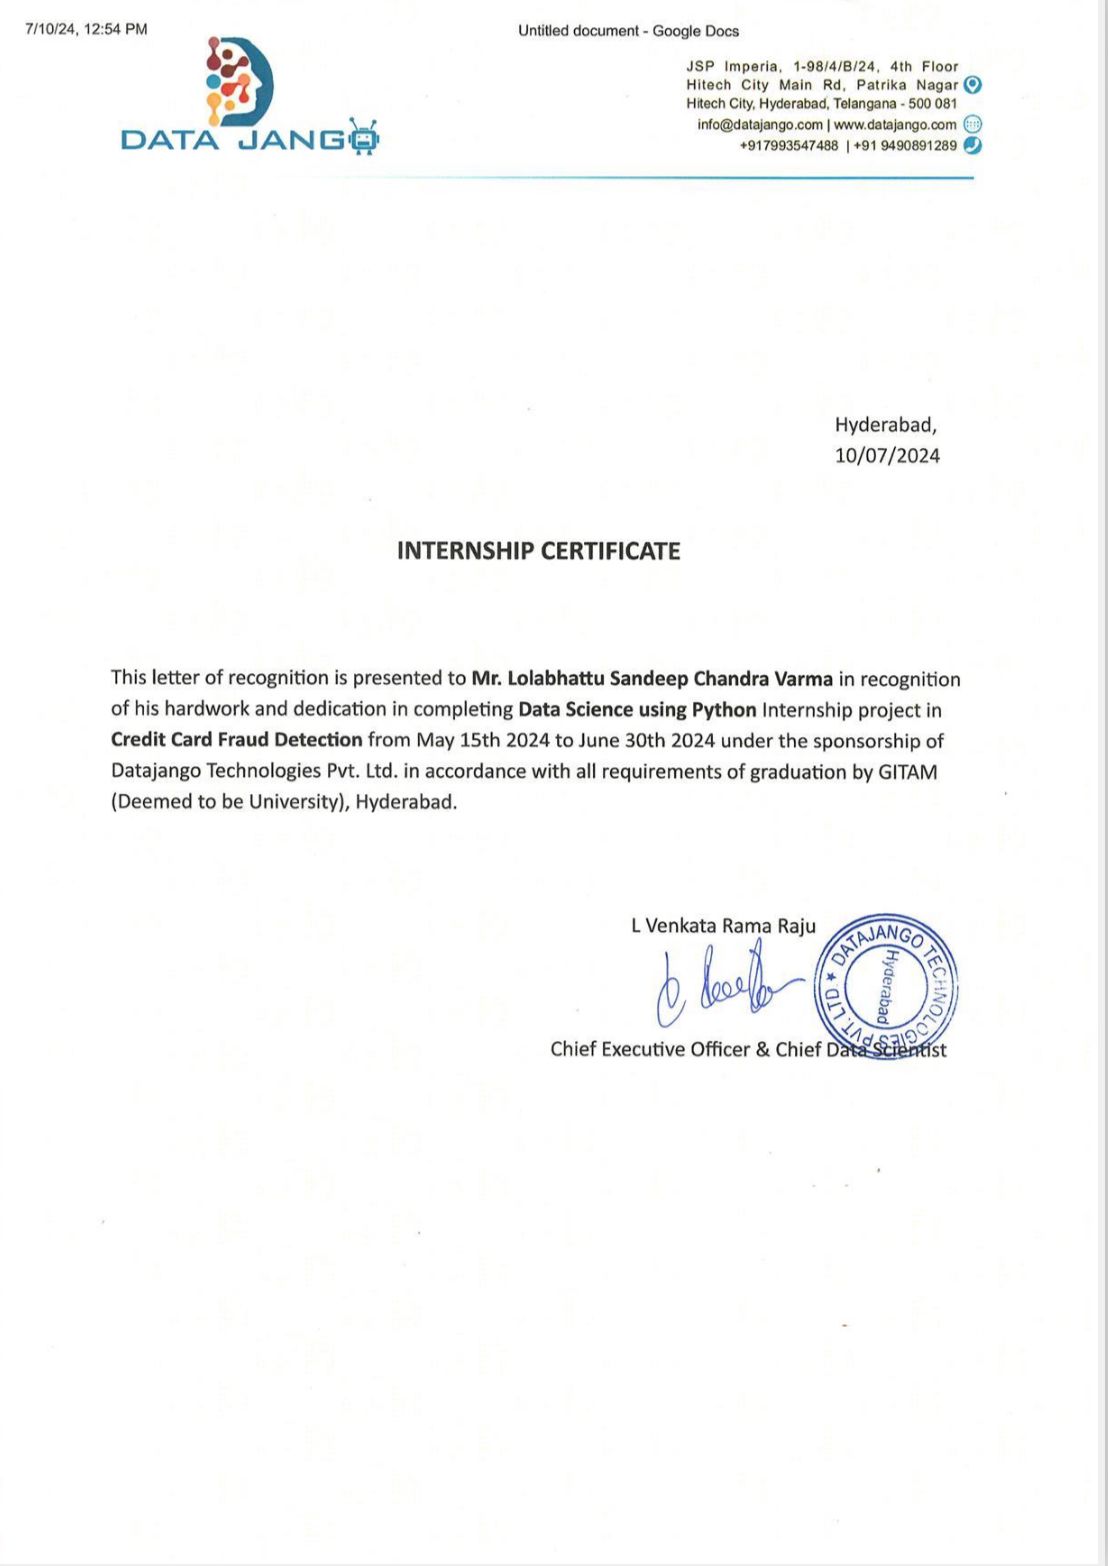 7/10/24, 12:54 PM
Untitled document - Google Docs
DATA JANGO
JSP Imperia, 1-98/4/B/24, 4th Floor
Hitech City Main Rd, Patrika Nagar
Hitech City, Hyderabad, Telangana - 500 081
info@datajango.com | www.datajango.com
+917993547488 | +91 9490891289
Hyderabad,
10/07/2024
INTERNSHIP CERTIFICATE
This letter of recognition is presented to Mr. Lolabhattu Sandeep Chandra Varma in recognition
of his hardwork and dedication in completing Data Science using Python Internship project in
Credit Card Fraud Detection from May 15th 2024 to June 30th 2024 under the sponsorship of
Datajango Technologies Pvt. Ltd. in accordance with all requirements of graduation by GITAM
(Deemed to be University), Hyderabad.
L Venkata Rama Raju
DATAJANGO TECHNOLOGIES PVT. LTD. ★
Hyderabad
Chief Executive Officer & Chief Data Scientist